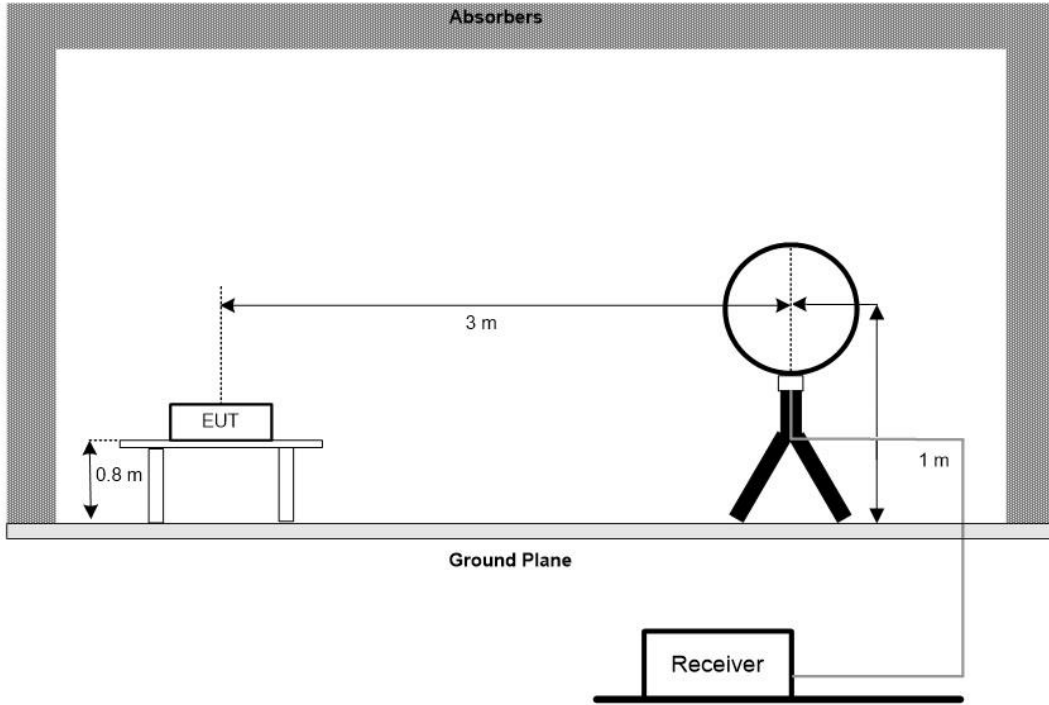 Absorbers
3 m
EUT
0.8 m
1 m
Ground Plane
Receiver